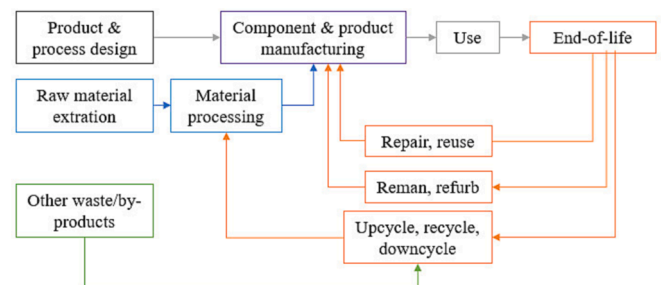 Product &
process design
Component & product
manufacturing
Use
End-of-life
Raw material
extration
Material
processing
Repair, reuse
Reman, refurb
Other waste/by-
products
Upcycle, recycle,
downcycle